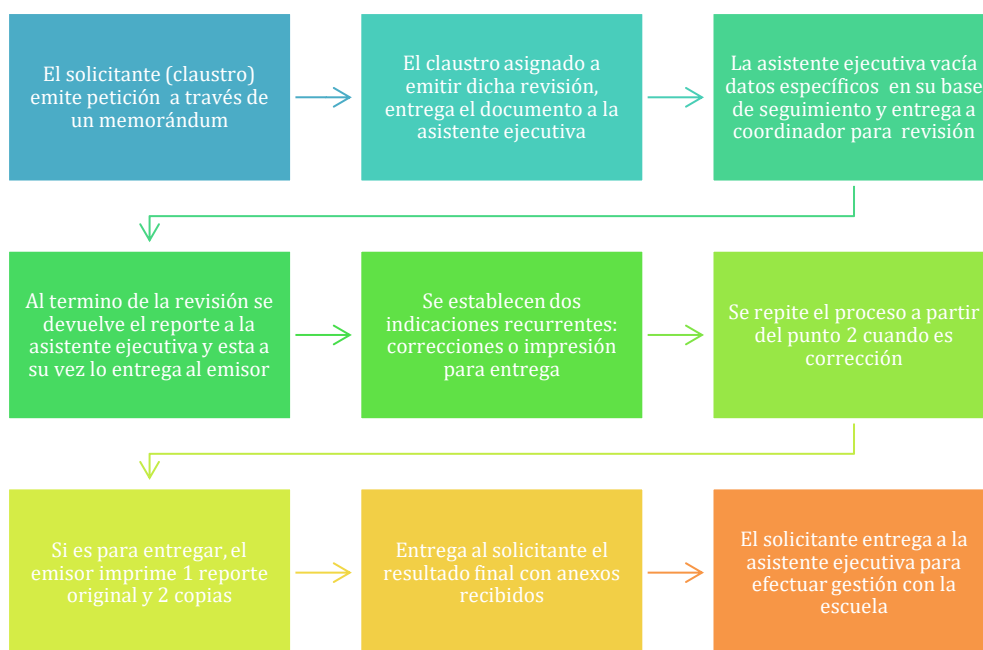 El solicitante (claustro)
emite petición a través de
un memorándum
El claustro asignado a
emitir dicha revisión,
entrega el documento a la
asistente ejecutiva
La asistente ejecutiva vacía
datos específicos en su base
de seguimiento y entrega a
coordinador para revisión
Al termino de la revisión se
devuelve el reporte a la
asistente ejecutiva y esta a
su vez lo entrega al emisor
Se establecen dos
indicaciones recurrentes:
correcciones o impresión
para entrega
Se repite el proceso a partir
del punto 2 cuando es
corrección
Si es para entregar, el
emisor imprime 1 reporte
original y 2 copias
Entrega al solicitante el
resultado final con anexos
recibidos
El solicitante entrega a la
asistente ejecutiva para
efectuar gestión con la
escuela